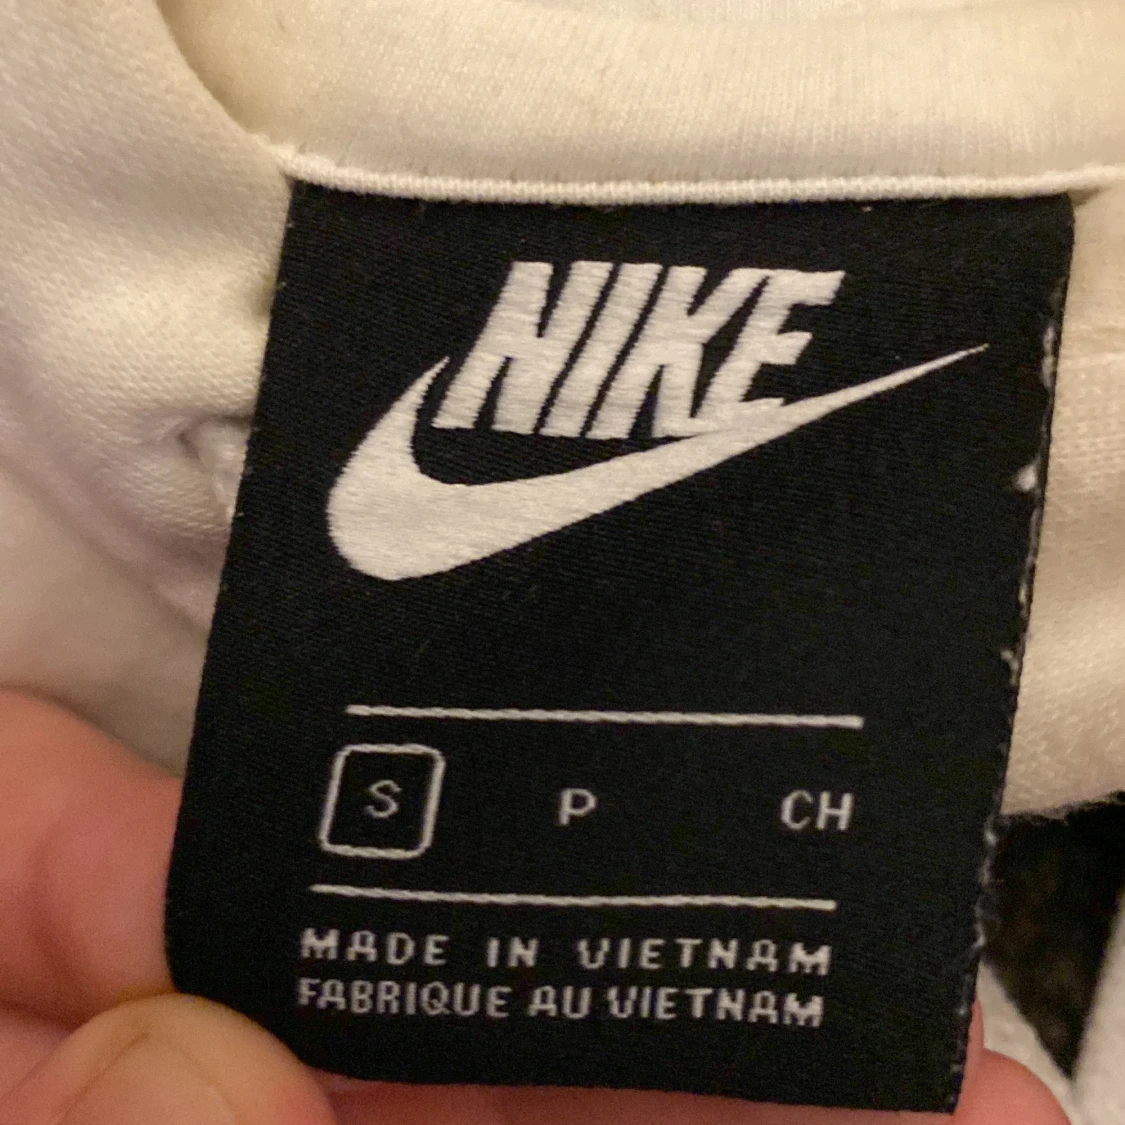 NIKE
S P CH
MADE IN VIETNAM
FABRIQUE AU VIETNAM